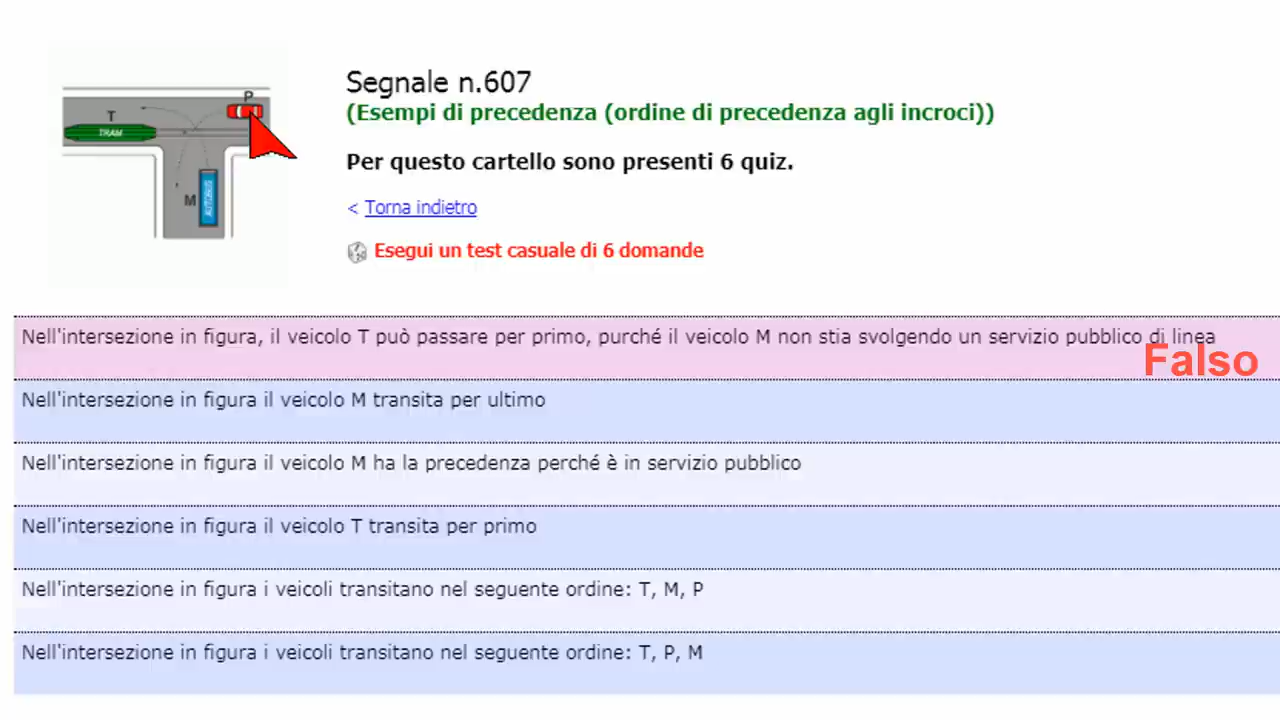 P
T
TRAM
M
AUTOBUS
Segnale n.607
(Esempi di precedenza (ordine di precedenza agli incroci))
Per questo cartello sono presenti 6 quiz.
< Torna indietro
Esegui un test casuale di 6 domande
Nell'intersezione in figura, il veicolo T può passare per primo, purché il veicolo M non stia svolgendo un servizio pubblico di linea
Falso
Nell'intersezione in figura il veicolo M transita per ultimo
Nell'intersezione in figura il veicolo M ha la precedenza perché è in servizio pubblico
Nell'intersezione in figura il veicolo T transita per primo
Nell'intersezione in figura i veicoli transitano nel seguente ordine: T, M, P
Nell'intersezione in figura i veicoli transitano nel seguente ordine: T, P, M